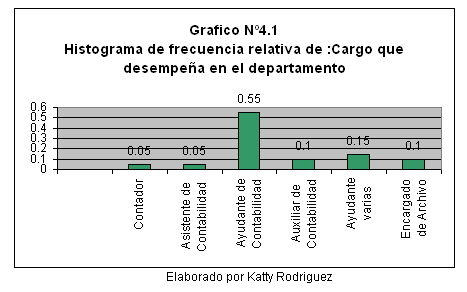 Grafico N°4.1
Histograma de frecuencia relativa de :Cargo que
desempeña en el departamento
0.6
0.5
0.4
0.3
0.2
0.1
0
0.05
0.05
0.55
0.1
0.15
0.1
Contador
Asistente de
Contabilidad
Ayudante de
Contabilidad
Auxiliar de
Contabilidad
Ayudante
varias
Encargado
de Archivo
Elaborado por Katty Rodriguez